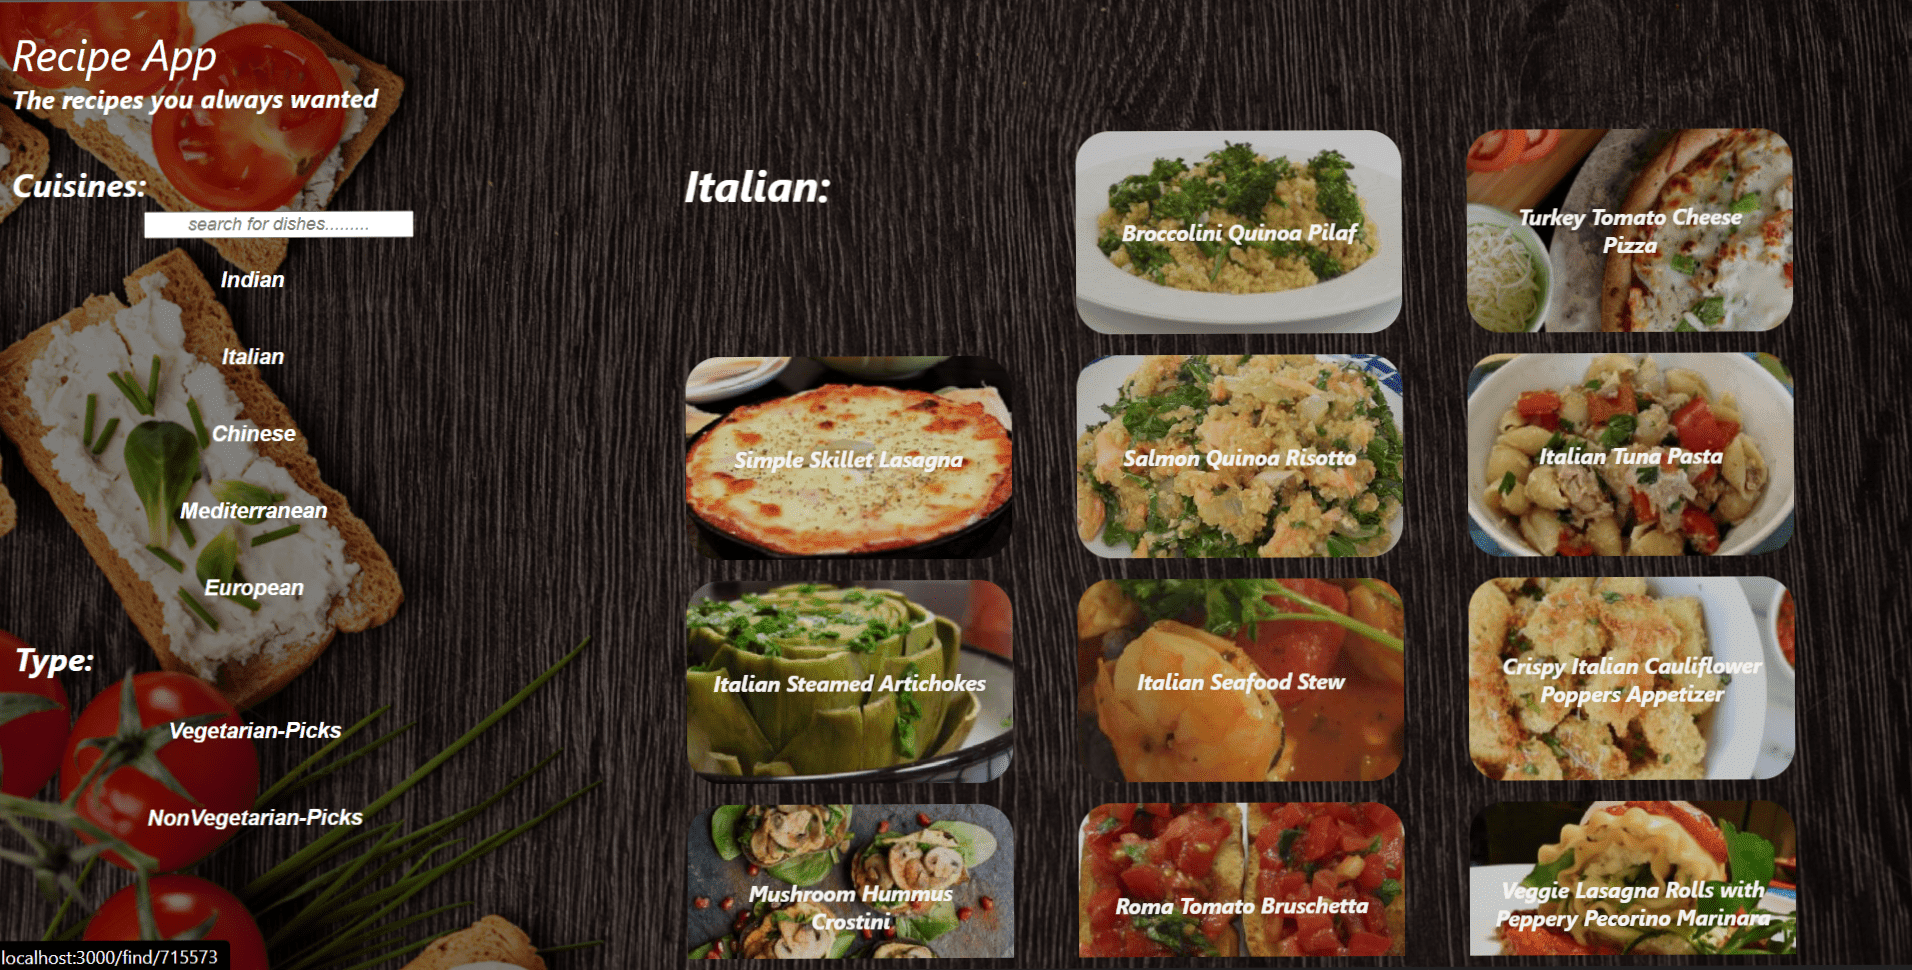 Recipe App
The recipes you always wanted
Cuisines:
search for dishes.........
Indian
Italian
Chinese
Mediterranean
European
Type:
Vegetarian-Picks
NonVegetarian-Picks
localhost:3000/find/715573
Italian:
Broccolini Quinoa Pilaf
Turkey Tomato Cheese
Pizza
Simple Skillet Lasagna
Salmon Quinoa Risotto
Italian Tuna Pasta
Italian Steamed Artichokes
Italian Seafood Stew
Crispy Italian Cauliflower
Poppers Appetizer
Mushroom Hummus
Crostini
Roma Tomato Bruschetta
Veggie Lasagna Rolls with
Peppery Pecorino Marinara